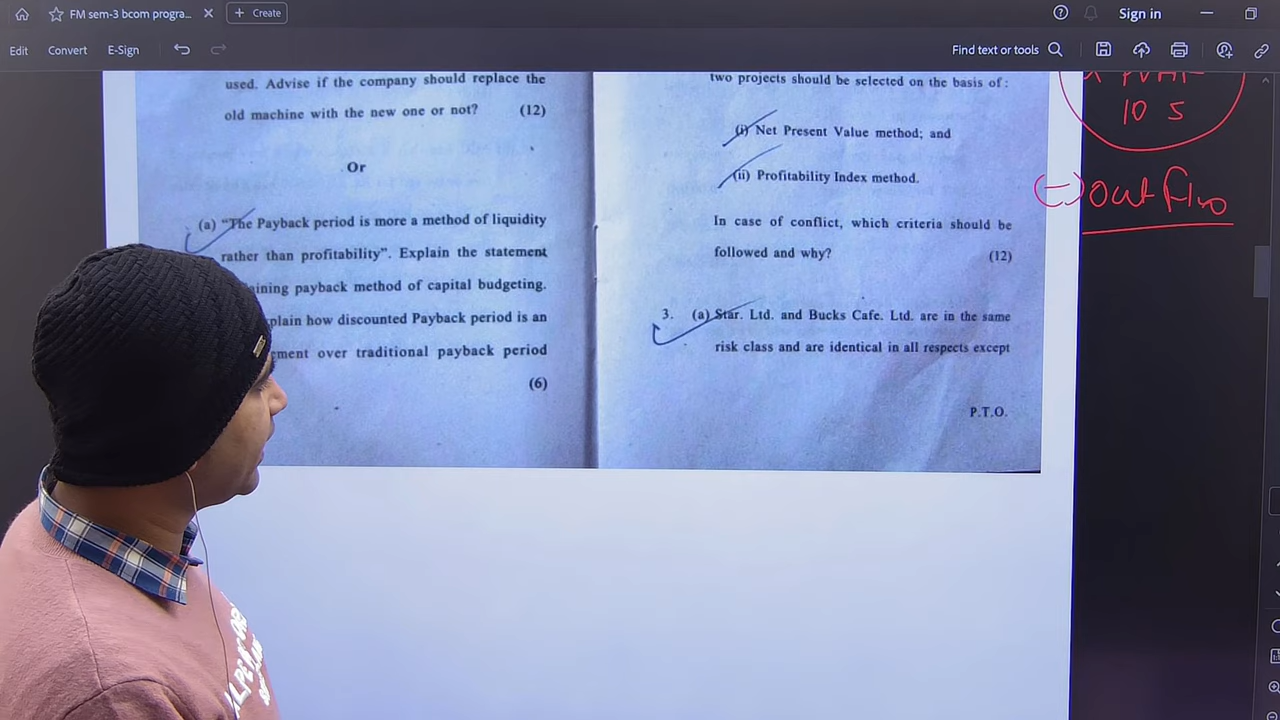 FM sem-3 bcom progra...
Create
Sign in
Edit
Convert
E-Sign
Find text or tools
used. Advise if the company should replace the
old machine with the new one or not? (12)
Or
(a) "The Payback period is more a method of liquidity
rather than profitability". Explain the statement
payback method of capital budgeting.
how discounted Payback period is an
over traditional payback period
(6)
two projects should be selected on the basis of:
(i) Net Present Value method; and
(ii) Profitability Index method.
In case of conflict, which criteria should be
followed and why? (12)
3. (a) Star. Ltd. and Bucks Cafe. Ltd. are in the same
risk class and are identical in all respects except
P.T.O.
10 5
(-) outflow